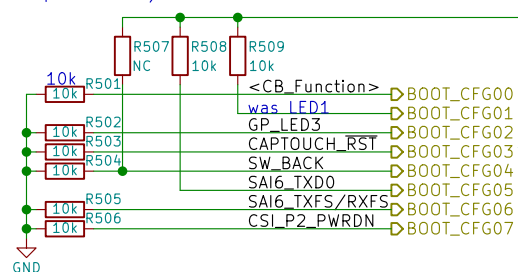 R507
NC
R508
10k
R509
10k
10k
R501
10k
<CB_Function>
BOOT_CFG00
was LED1
BOOT_CFG01
R502
10k
GP_LED3
BOOT_CFG02
R503
10k
CAPTOUCH_RST
BOOT_CFG03
R504
10k
SW_BACK
BOOT_CFG04
SAI6_TXD0
BOOT_CFG05
R505
10k
SAI6_TXFS/RXFS
BOOT_CFG06
R506
10k
CSI_P2_PWRDN
BOOT_CFG07
GND